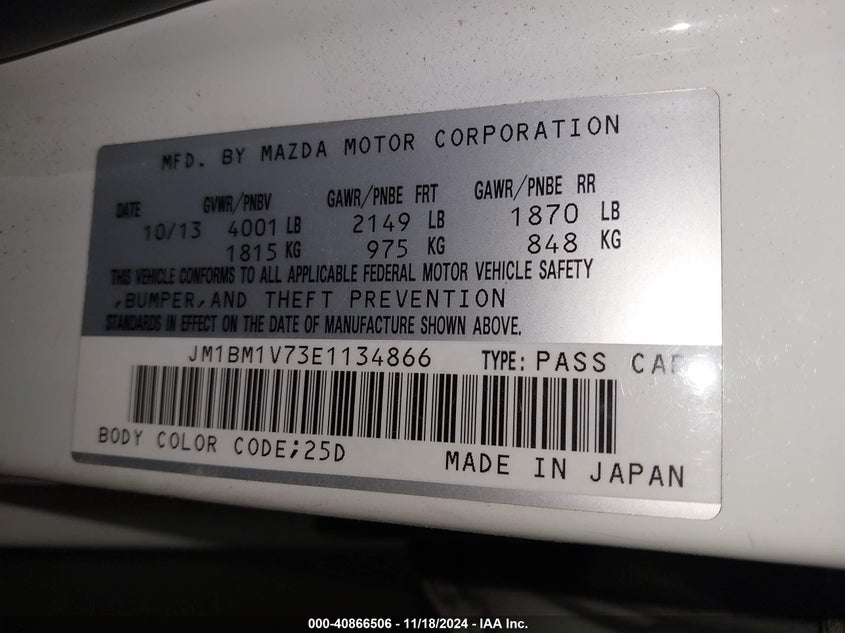 MFD. BY MAZDA MOTOR CORPORATION
DATE GVWR/PNBV GAWR/PNBE FRT GAWR/PNBE RR
10/13 4001 LB 2149 LB 1870 LB
1815 KG 975 KG 848 KG
THIS VEHICLE CONFORMS TO ALL APPLICABLE FEDERAL MOTOR VEHICLE SAFETY
,BUMPER,AND THEFT PREVENTION
STANDARDS IN EFFECT ON THE DATE OF MANUFACTURE SHOWN ABOVE.
JM1BM1V73E1134866 TYPE: PASS CAR
BODY COLOR CODE;25D MADE IN JAPAN
000-40866506 - 11/18/2024 - IAA Inc.